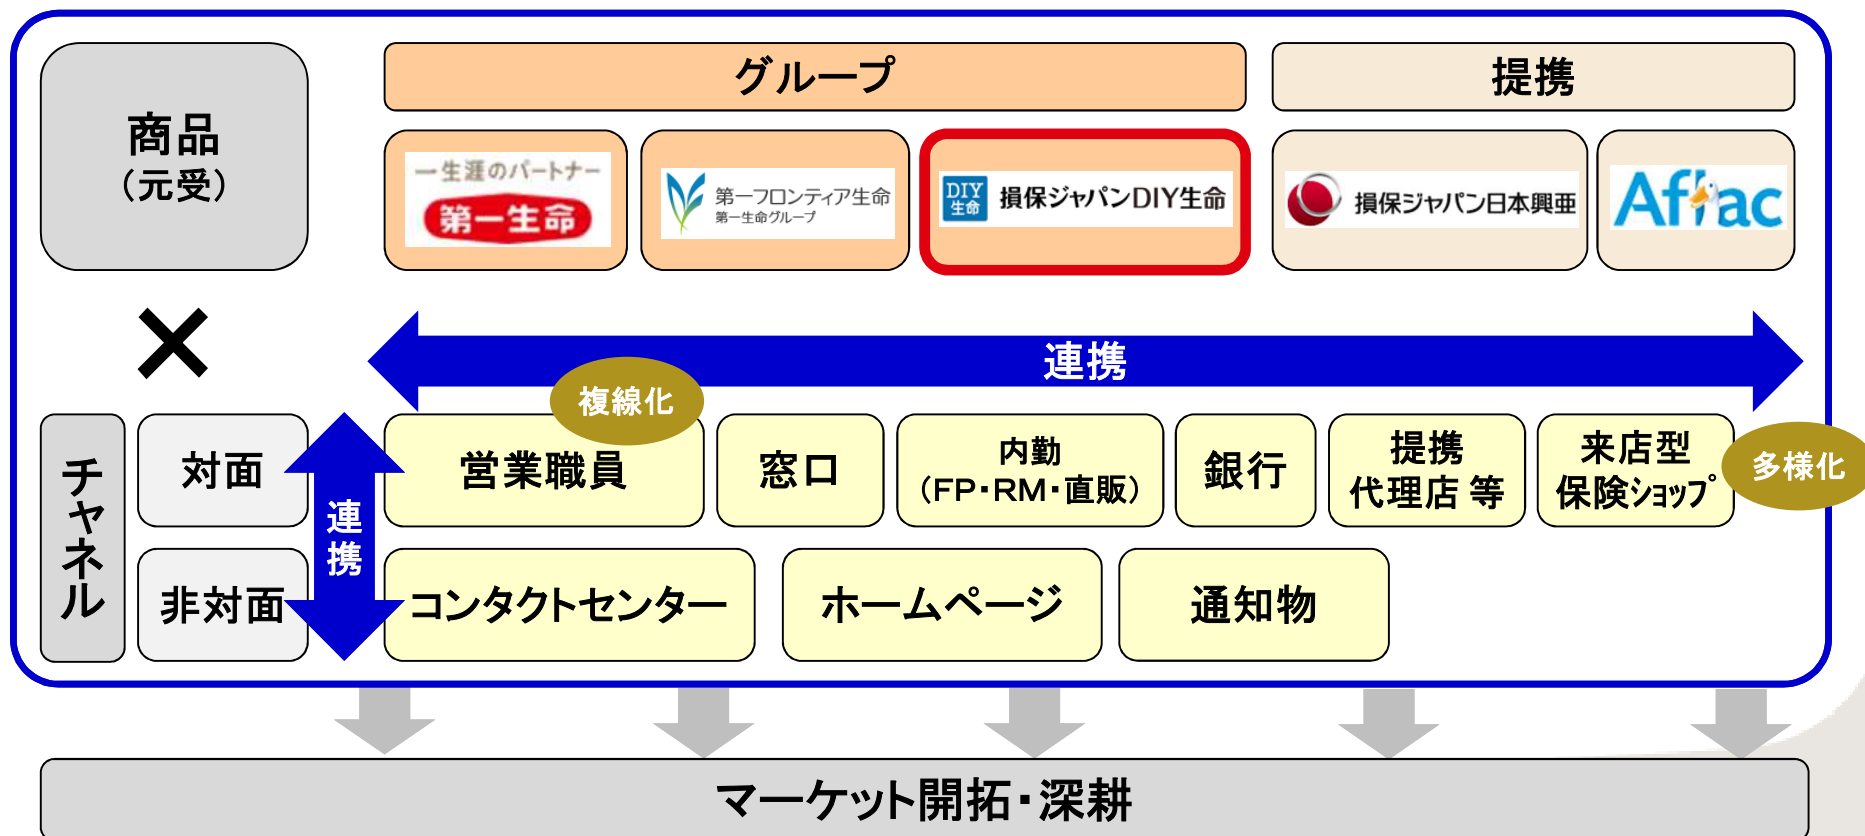 商品
（元受）
グループ
提携
一生涯のパートナー
第一生命
第一フロンティア生命
第一生命グループ
DIY
生命
損保ジャパンDIY生命
損保ジャパン日本興亜
Aflac
×
連携
複線化
多様化
チャネル
対面
非対面
連携
営業職員
窓口
内勤
（FP・RM・直販）
銀行
提携
代理店 等
来店型
保険ショップ
コンタクトセンター
ホームページ
通知物
マーケット開拓・深耕